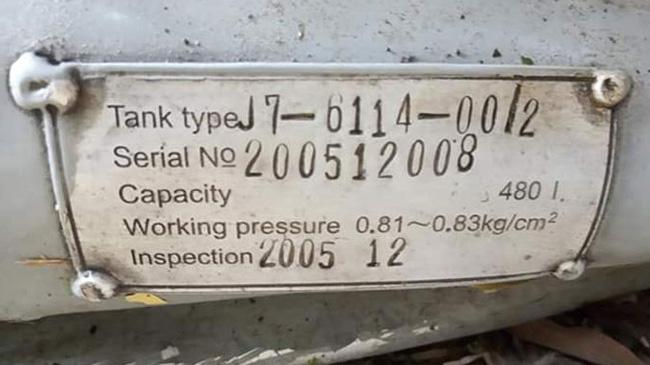 Tank type J7-6114-00/2
Serial № 200512008
Capacity 480 l.
Working pressure 0.81~0.83kg/cm²
Inspection 2005 12